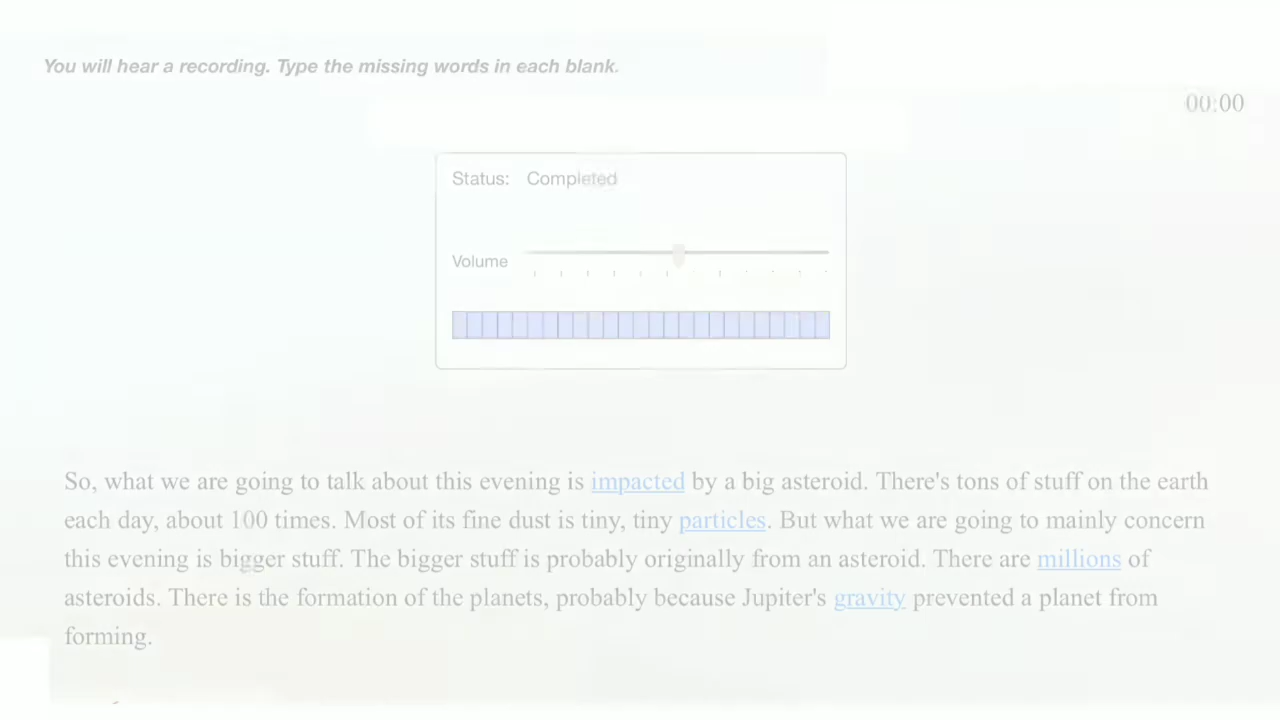 You will hear a recording. Type the missing words in each blank.
00:00
Status: Completed
Volume
So, what we are going to talk about this evening is impacted by a big asteroid. There's tons of stuff on the earth
each day, about 100 times. Most of its fine dust is tiny, tiny particles. But what we are going to mainly concern
this evening is bigger stuff. The bigger stuff is probably originally from an asteroid. There are millions of
asteroids. There is the formation of the planets, probably because Jupiter's gravity prevented a planet from
forming.